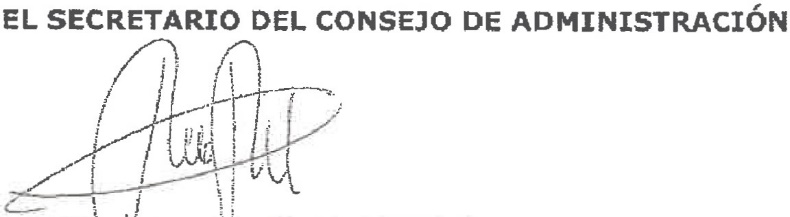 EL SECRETARIO DEL CONSEJO DE ADMINISTRACIÓN